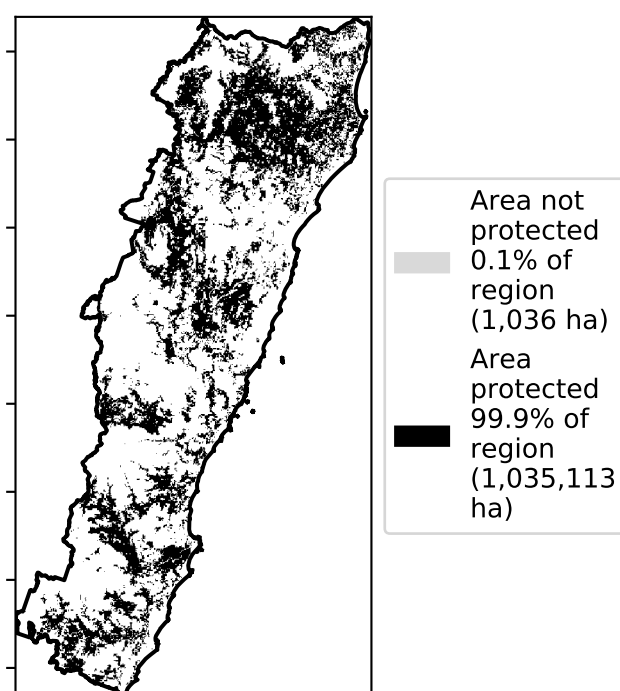 Area not
protected
0.1% of
region
(1,036 ha)
Area
protected
99.9% of
region
(1,035,113
ha)